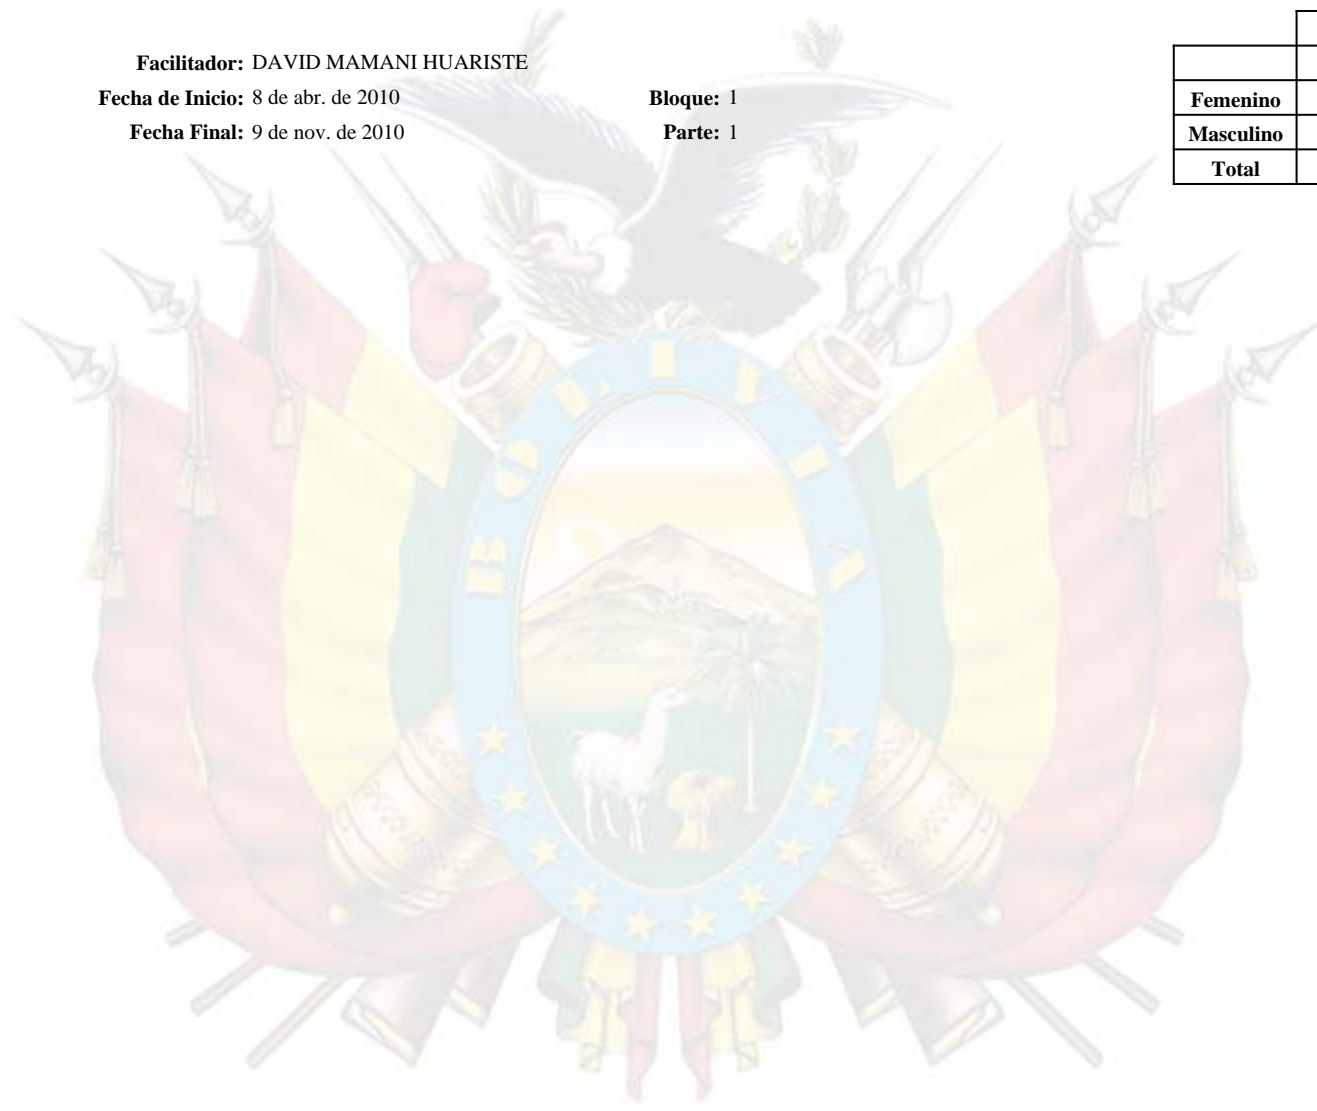 Facilitador: DAVID MAMANI HUARISTE
Fecha de Inicio: 8 de abr. de 2010 Bloque: 1
Fecha Final: 9 de nov. de 2010 Parte: 1
Femenino
Masculino
Total
BOLIVIA